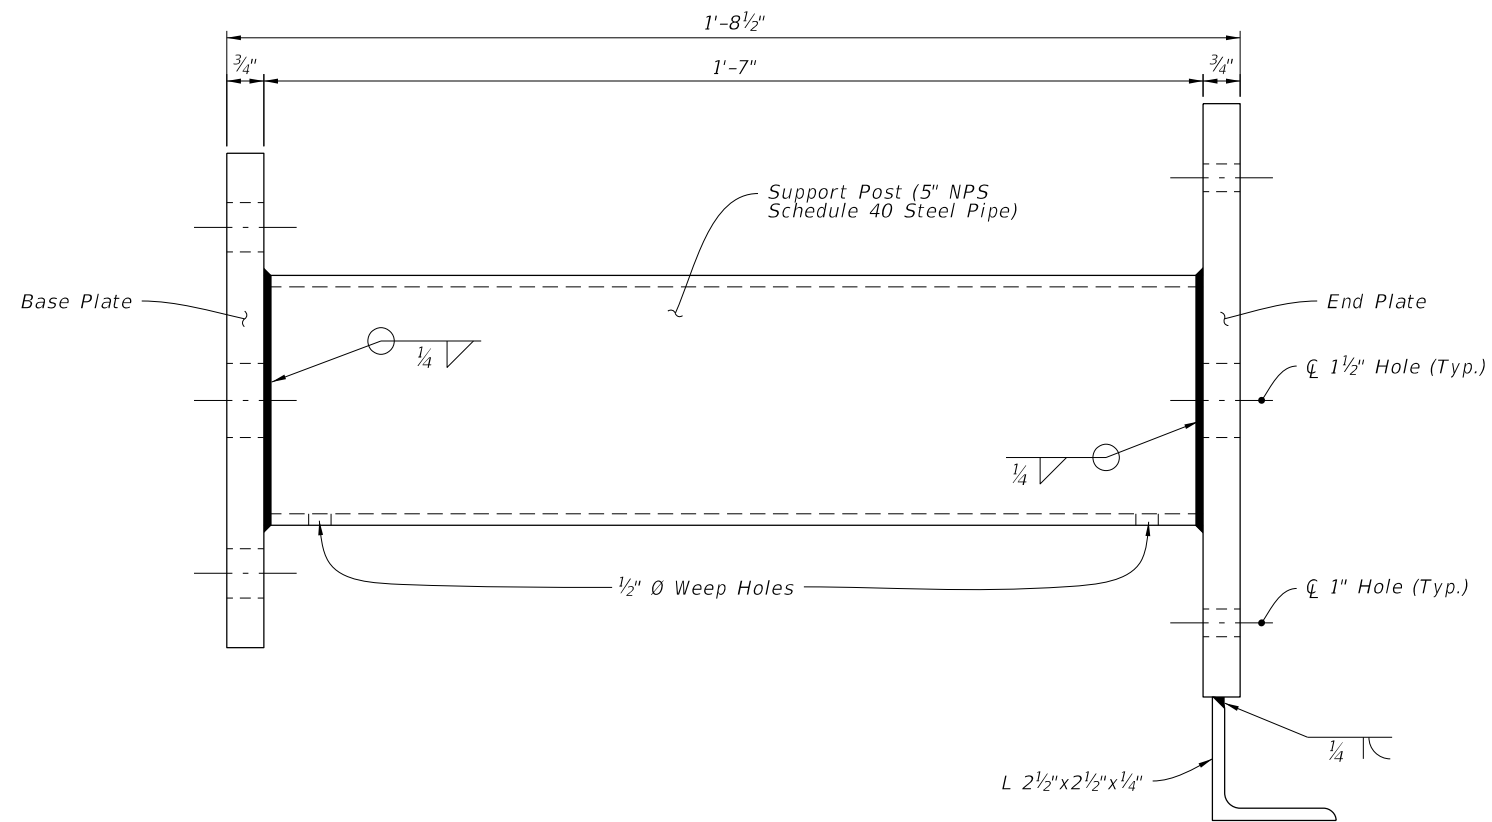 1'-8½"
¾"
1'-7"
¾"
Support Post (5" NPS
Schedule 40 Steel Pipe)
Base Plate
End Plate
¼
℄ 1½" Hole (Typ.)
¼
½" Ø Weep Holes
℄ 1" Hole (Typ.)
¼
L 2½"x2½"x¼"